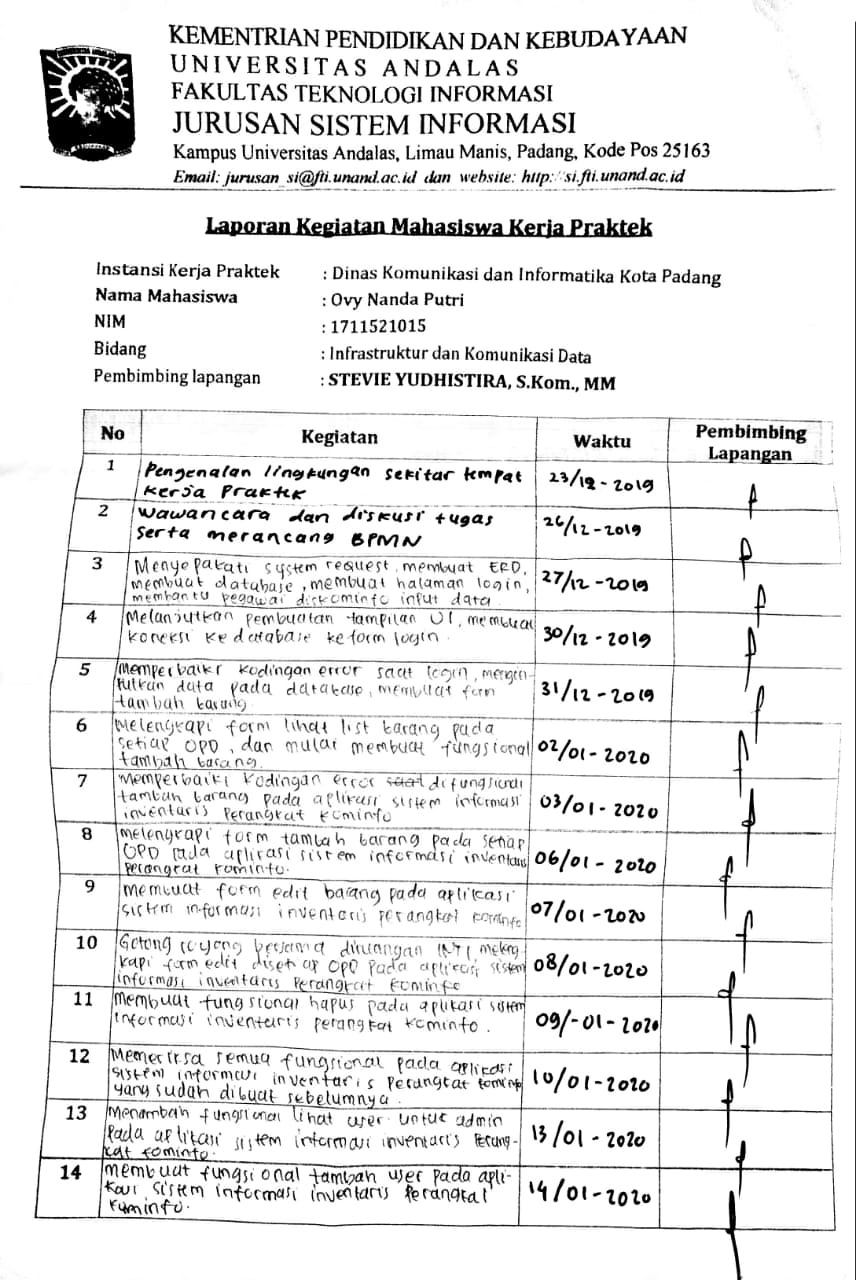 KEMENTRIAN PENDIDIKAN DAN KEBUDAYAAN
UNIVERSITAS ANDALAS
FAKULTAS TEKNOLOGI INFORMASI
JURUSAN SISTEM INFORMASI
Kampus Universitas Andalas, Limau Manis, Padang, Kode Pos 25163
Email: jurusan_si@fti.unand.ac.id dan website: http://si.fti.unand.ac.id
Laporan Kegiatan Mahasiswa Kerja Praktek
Instansi Kerja Praktek : Dinas Komunikasi dan Informatika Kota Padang
Nama Mahasiswa : Ovy Nanda Putri
NIM : 1711521015
Bidang : Infrastruktur dan Komunikasi Data
Pembimbing lapangan : STEVIE YUDHISTIRA, S.Kom., MM
No Kegiatan Waktu Pembimbing
Lapangan
1 Pengenalan lingkungan sekitar tempat 23/12-2019
Kerja Praktek
2 Wawancara dan diskusi tugas 26/12-2019
serta merancang BPMN
3 Menyepakati system request, membuat ERD, 27/12-2019
membuat database, membuat halaman login,
membantu pegawai diskominfo input data
4 Melanjutkan pembuatan tampilan UI, membuat 30/12-2019
koneksi ke database ke form login.
5 Memperbaiki kodingan error saat login, mengin- 31/12-2019
putkan data pada database, membuat form
tambah barang.
6 Melengkapi form lihat list barang pada 02/01-2020
setiap OPD, dan mulai membuat fungsional
tambah barang.
7 Memperbaiki kodingan error saat difungsional 03/01-2020
tambah barang pada aplikasi sistem informasi
inventaris perangkat kominfo
8 melengkapi form tambah barang pada setiap 06/01-2020
OPD pada aplikasi sistem informasi inventaris
perangkat kominfo.
9 Membuat form edit barang pada aplikasi 07/01-2020
sistem informasi inventaris perangkat kominfo
10 Gotong royong bersama diruangan meleng 08/01-2020
kapi form edit disetiap OPD pada aplikasi sistem
informasi inventaris perangkat kominfo
11 Membuat fungsional hapus pada aplikasi sistem 09/-01-2020
informasi inventaris perangkat kominfo.
12 Memeriksa semua fungsional pada aplikasi 10/01-2020
sistem informasi inventaris perangkat kominfo
yang sudah dibuat sebelumnya.
13 Menambah fungsional lihat user untuk admin 13/01-2020
pada aplikasi sistem informasi inventaris perang-
kat kominfo.
14 membuat fungsional tambah user pada apli- 14/01-2020
kasi sistem informasi inventaris perangkat
kominfo.